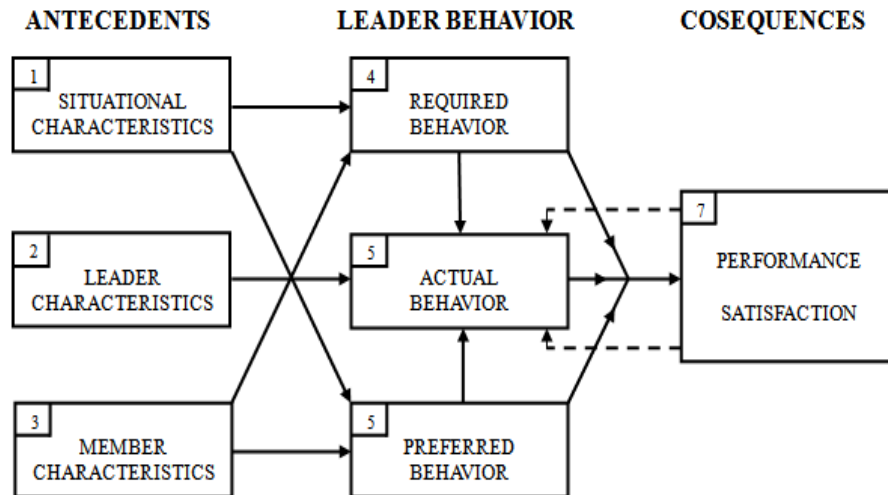 ANTECEDENTS
LEADER BEHAVIOR
COSEQUENCES
1
SITUATIONAL
CHARACTERISTICS
4
REQUIRED
BEHAVIOR
2
LEADER
CHARACTERISTICS
5
ACTUAL
BEHAVIOR
7
PERFORMANCE
SATISFACTION
3
MEMBER
CHARACTERISTICS
5
PREFERRED
BEHAVIOR